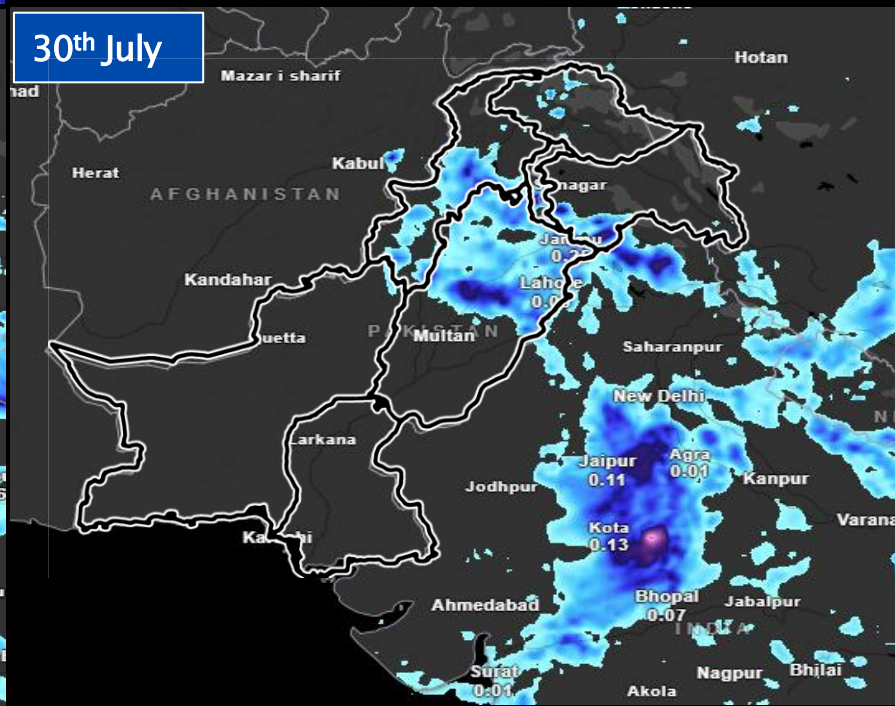 30th July
Hotan
Mazar i sharif
Kabul
Herat
AFGHANISTAN
Kandahar
Lahore
PAKISTAN
Multan
Saharanpur
New Delhi
Larkana
Jaipur
0.11
Agra
0.01
Jodhpur
Kanpur
Kota
0.13
Ahmedabad
Bhopal
0.07
Jabalpur
INDIA
Surat
0.01
Nagpur
Bhilai
Akola